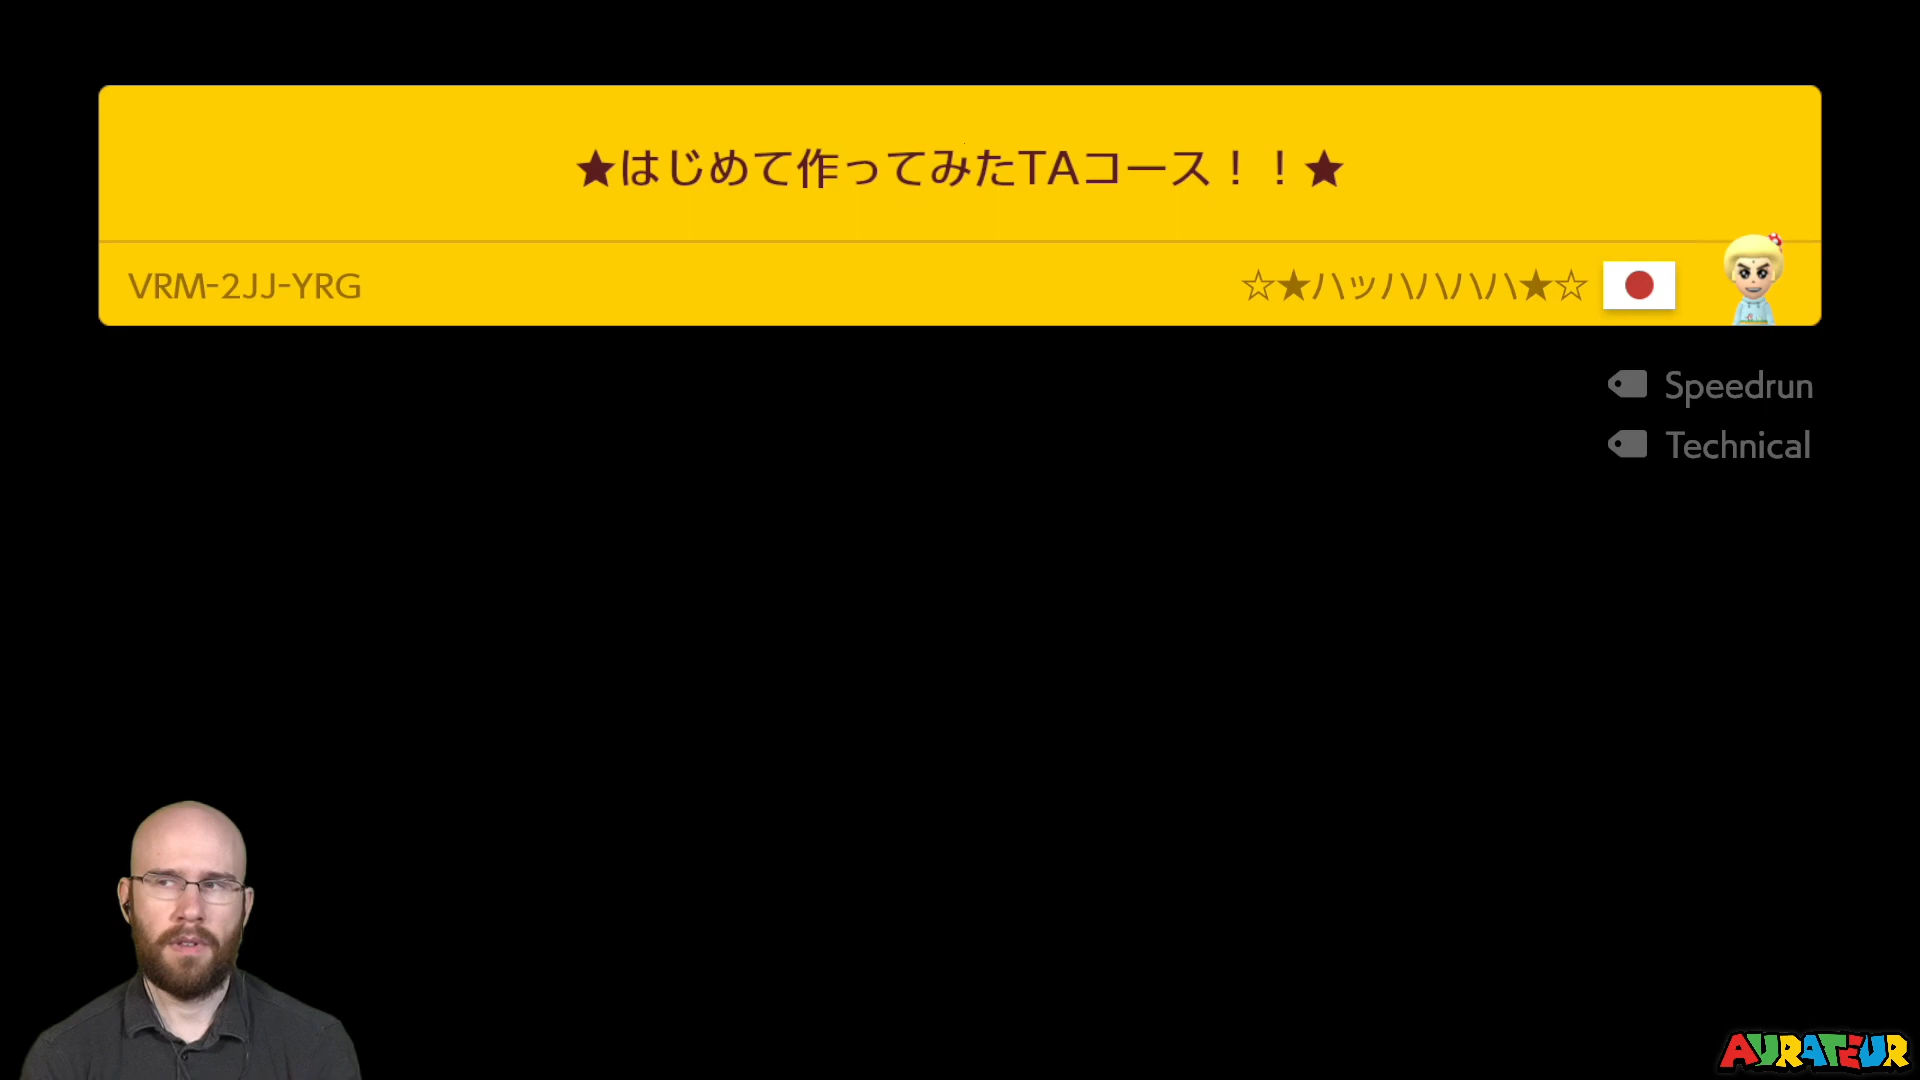 ★はじめて作ってみたTAコース！！★
VRM-2JJ-YRG
☆★ハッハハハハ★☆
Speedrun
Technical
AURATEUR